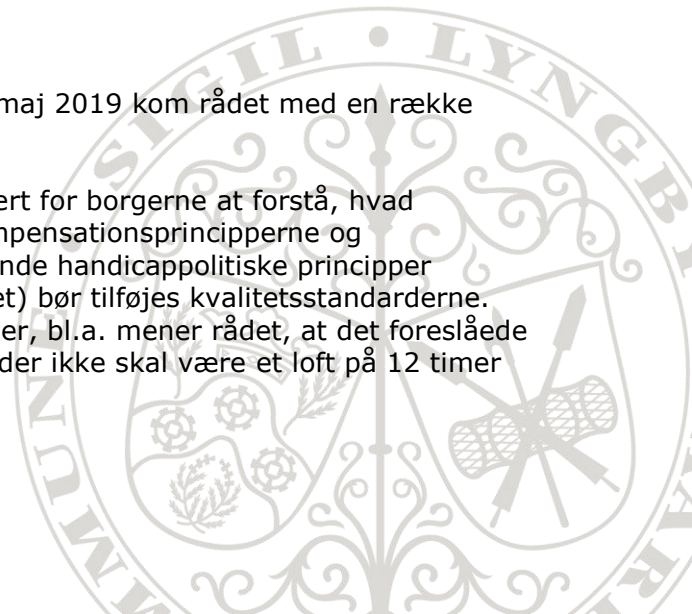 maj 2019 kom rådet med en række
ert for borgerne at forstå, hvad
mpensationsprincipperne og
nde handicappolitiske principper
et) bør tilføjes kvalitetsstandarderne.
er, bl.a. mener rådet, at det foreslåede
der ikke skal være et loft på 12 timer
SIGIL • LYNGBY
MMUNE